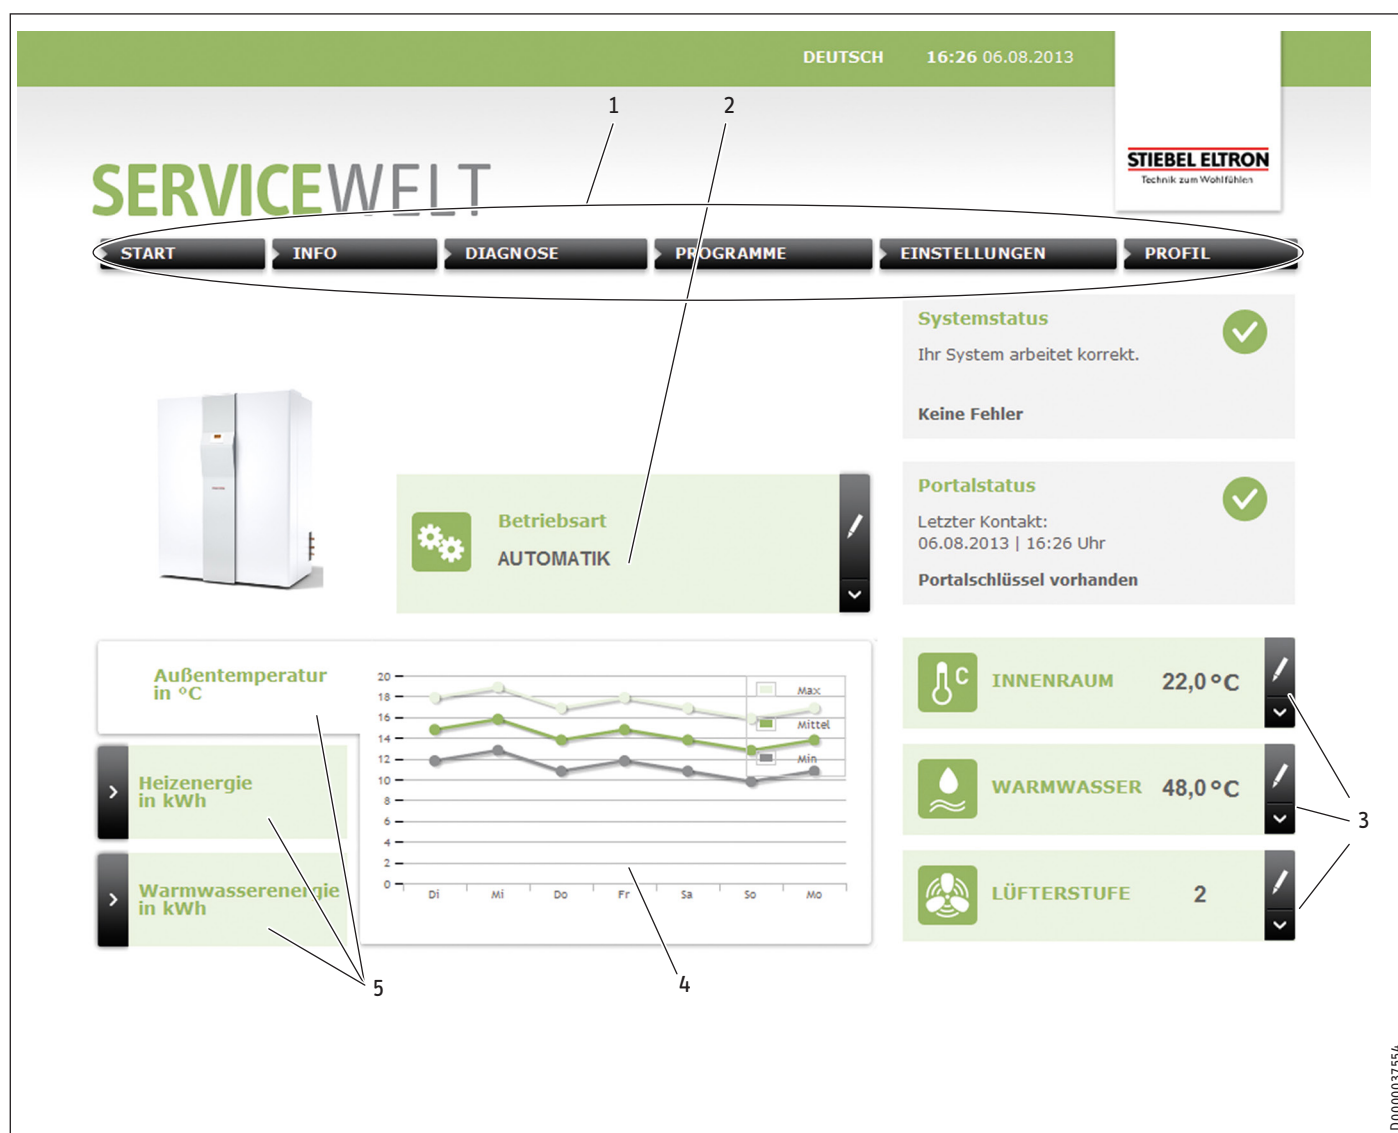 DEUTSCH 16:26 06.08.2013
1 2
STIEBEL ELTRON
Technik zum Wohlfühlen
SERVICEWELT
START INFO DIAGNOSE PROGRAMME EINSTELLUNGEN PROFIL
Systemstatus
Ihr System arbeitet korrekt.
Keine Fehler
Betriebsart
AUTOMATIK
Portalstatus
Letzter Kontakt:
06.08.2013 | 16:26 Uhr
Portalschlüssel vorhanden
Außentemperatur
in °C
Heizenergie
in kWh
Warmwasserenergie
in kWh
20
18
16
14
12
10
8
6
4
2
0
Max
Mittel
Min
Di Mi Do Fr Sa So Mo
INNENRAUM 22,0 °C
WARMWASSER 48,0 °C
LÜFTERSTUFE 2
3
4
5
D0000037554